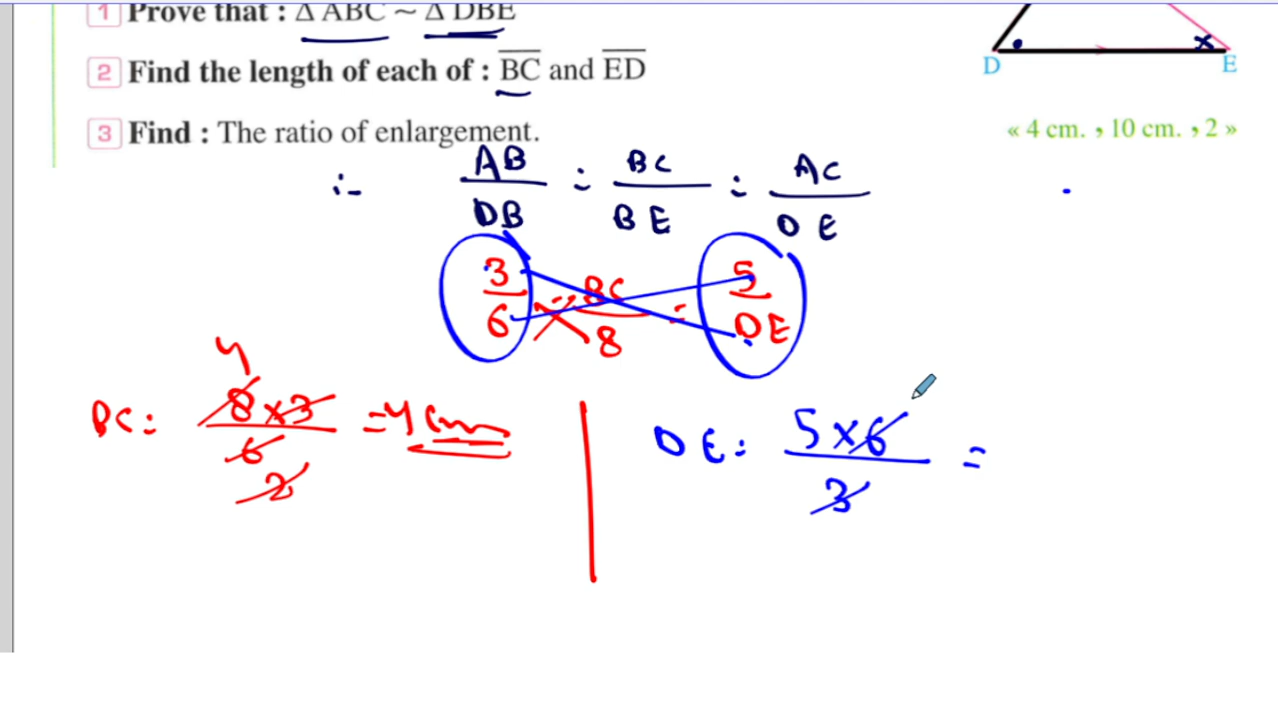 1 Prove that : Δ ABC ~ Δ DBE
2 Find the length of each of : BC and ED
D E
3 Find : The ratio of enlargement.
« 4 cm. , 10 cm. , 2 »
∴ AB/DB = BC/BE = AC/DE
3/6 = BC/8 = 5/DE
4
BC = 8×3/6 = 4 cm
2
DE = 5×6/3 =